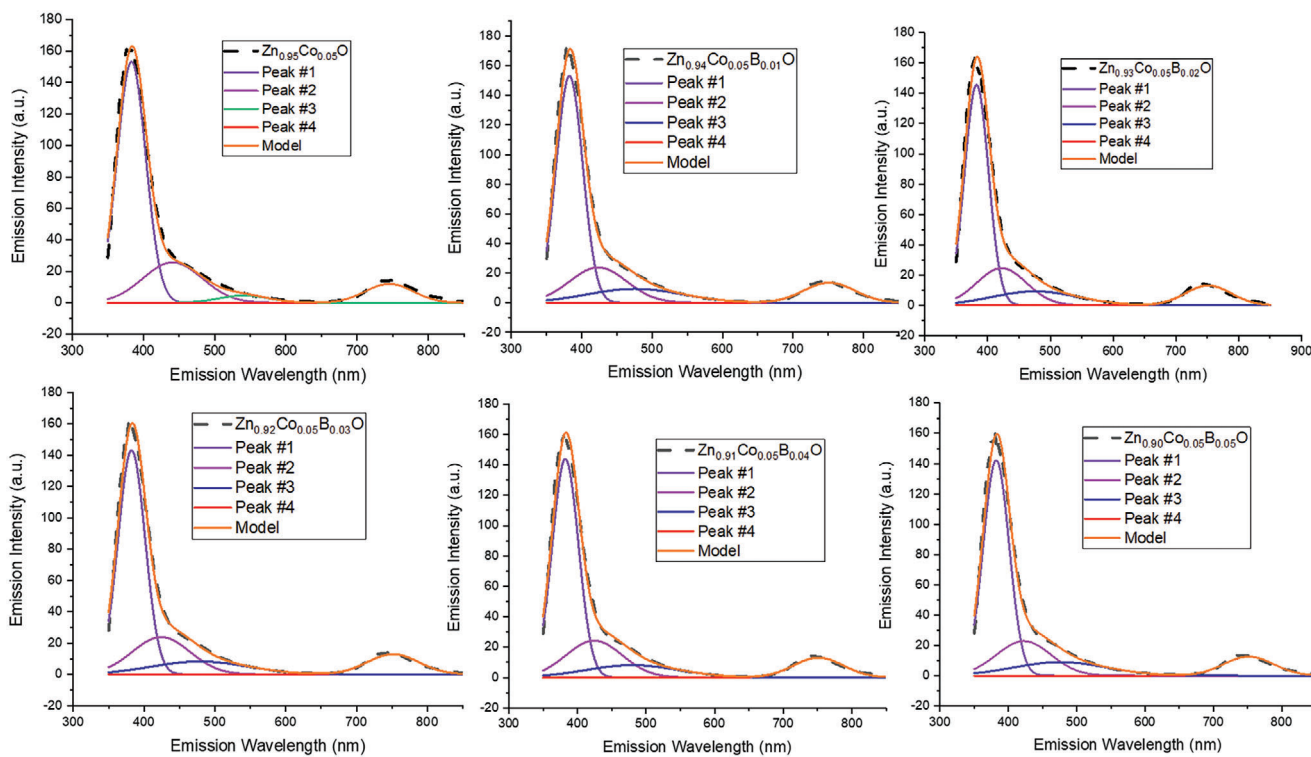 180
160
140
120
100
80
60
40
20
0
-20
Emission Intensity (a.u.)
Zn0.95Co0.05O
Peak #1
Peak #2
Peak #3
Peak #4
Model
300 400 500 600 700 800
Emission Wavelength (nm)
180
160
140
120
100
80
60
40
20
0
-20
Emission Intensity (a.u.)
Zn0.94Co0.05B0.01O
Peak #1
Peak #2
Peak #3
Peak #4
Model
300 400 500 600 700 800
Emission Wavelength (nm)
180
160
140
120
100
80
60
40
20
0
-20
Emission Intensity (a.u.)
Zn0.93Co0.05B0.02O
Peak #1
Peak #2
Peak #3
Peak #4
Model
300 400 500 600 700 800 900
Emission Wavelength (nm)
180
160
140
120
100
80
60
40
20
0
-20
Emission Intensity (a.u.)
Zn0.92Co0.05B0.03O
Peak #1
Peak #2
Peak #3
Peak #4
Model
300 400 500 600 700 800
Emission Wavelength (nm)
180
160
140
120
100
80
60
40
20
0
-20
Emission Intensity (a.u.)
Zn0.91Co0.05B0.04O
Peak #1
Peak #2
Peak #3
Peak #4
Model
300 400 500 600 700 800
Emission Wavelength (nm)
180
160
140
120
100
80
60
40
20
0
-20
Emission Intensity (a.u.)
Zn0.90Co0.05B0.05O
Peak #1
Peak #2
Peak #3
Peak #4
Model
300 400 500 600 700 800
Emission Wavelength (nm)